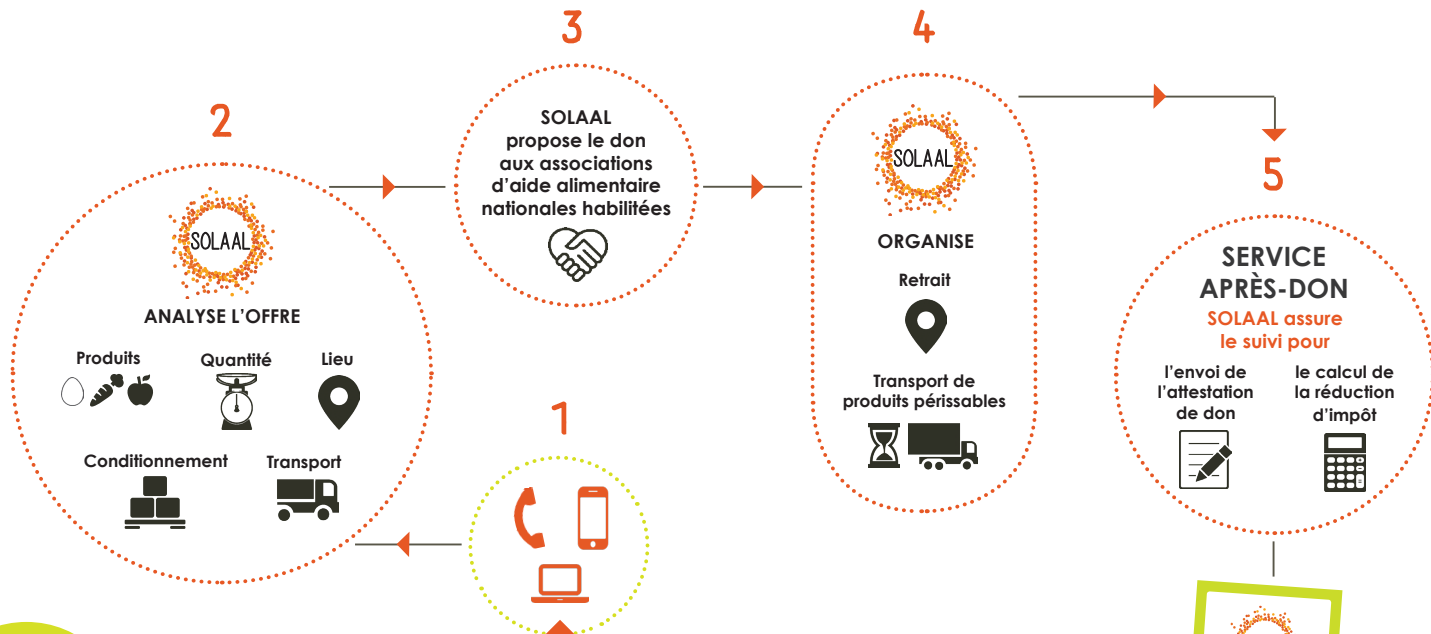 1
2
SOLAAL
ANALYSE L'OFFRE
Produits
Quantité
Lieu
Conditionnement
Transport
3
SOLAAL
propose le don
aux associations
d'aide alimentaire
nationales habilitées
4
SOLAAL
ORGANISE
Retrait
Transport de
produits périssables
5
SERVICE
APRÈS-DON
SOLAAL assure
le suivi pour
l'envoi de
l'attestation
de don
le calcul de
la réduction
d'impôt